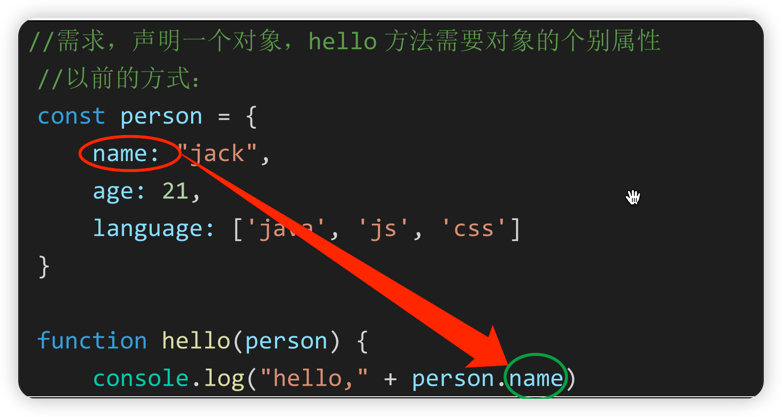 //需求，声明一个对象，hello 方法需要对象的个别属性
//以前的方式：
const person = {
name: "jack",
age: 21,
language: ['java', 'js', 'css']
}
function hello(person) {
console.log("hello," + person.name)